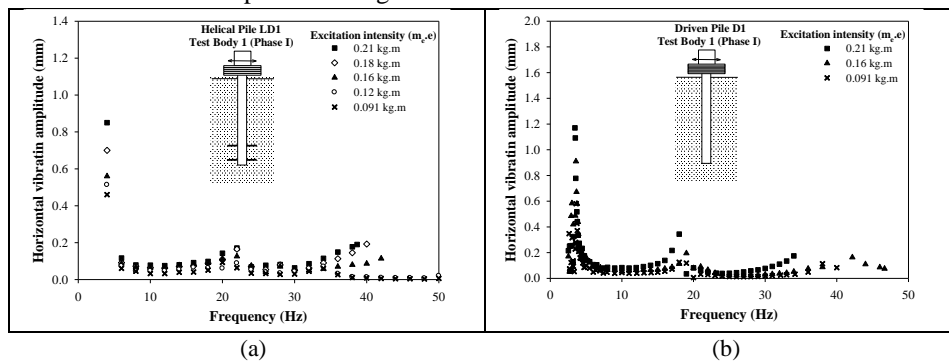 1.4
1.2
1.0
0.8
0.6
0.4
0.2
0.0
Horizontal vibratin amplitude (mm)
Helical Pile LD1
Test Body 1 (Phase I)
Excitation intensity (me.e)
0.21 kg.m
0.18 kg.m
0.16 kg.m
0.12 kg.m
0.091 kg.m
0 10 20 30 40 50
Frequency (Hz)
(a)
2.0
1.8
1.6
1.4
1.2
1.0
0.8
0.6
0.4
0.2
0.0
Horizontal vibratin amplitude (mm)
Driven Pile D1
Test Body 1 (Phase I)
Excitation intensity (me.e)
0.21 kg.m
0.16 kg.m
0.091 kg.m
0 10 20 30 40 50
Frequency (Hz)
(b)